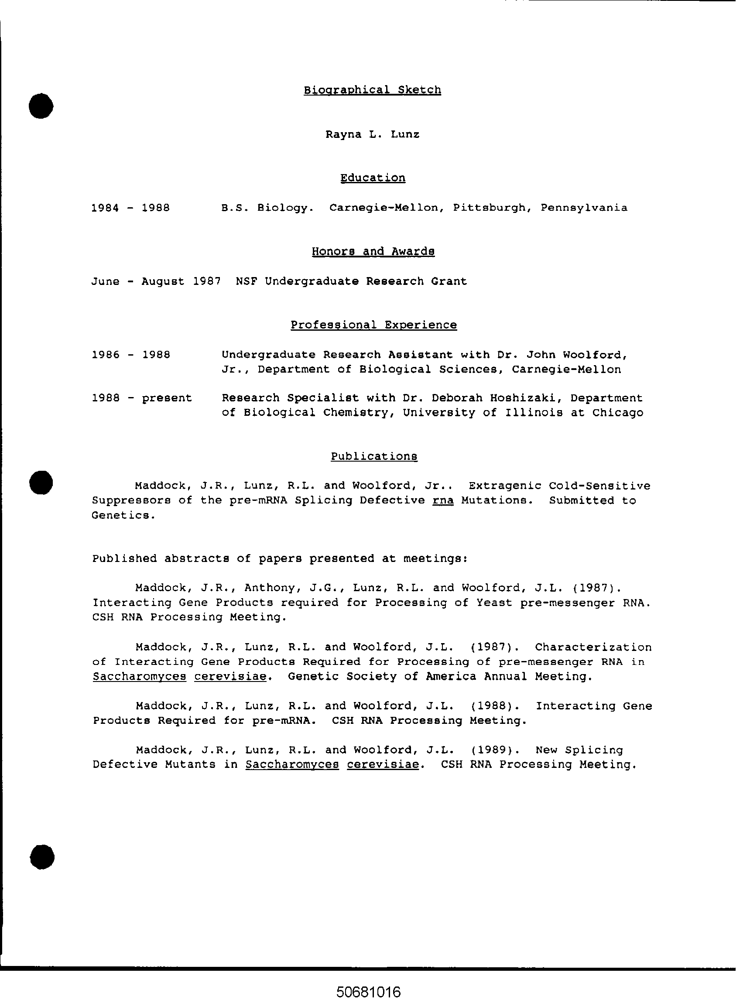 Biographical Sketch
Rayna L. Lunz
Education
1984 - 1988 B.S. Biology. Carnegie-Mellon, Pittsburgh, Pennsylvania
Honors and Awards
June - August 1987 NSF Undergraduate Research Grant
Professional Experience
1986 - 1988 Undergraduate Research Assistant with Dr. John Woolford,
Jr., Department of Biological Sciences, Carnegie-Mellon
1988 - present Research Specialist with Dr. Deborah Hoshizaki, Department
of Biological Chemistry, University of Illinois at Chicago
Publications
Maddock, J.R., Lunz, R.L. and Woolford, Jr.. Extragenic Cold-Sensitive
Suppressors of the pre-mRNA Splicing Defective rna Mutations. Submitted to
Genetics.
Published abstracts of papers presented at meetings:
Maddock, J.R., Anthony, J.G., Lunz, R.L. and Woolford, J.L. (1987).
Interacting Gene Products required for Processing of Yeast pre-messenger RNA.
CSH RNA Processing Meeting.
Maddock, J.R., Lunz, R.L. and Woolford, J.L. (1987). Characterization
of Interacting Gene Products Required for Processing of pre-messenger RNA in
Saccharomyces cerevisiae. Genetic Society of America Annual Meeting.
Maddock, J.R., Lunz, R.L. and Woolford, J.L. (1988). Interacting Gene
Products Required for pre-mRNA. CSH RNA Processing Meeting.
Maddock, J.R., Lunz, R.L. and Woolford, J.L. (1989). New Splicing
Defective Mutants in Saccharomyces cerevisiae. CSH RNA Processing Meeting.
50681016